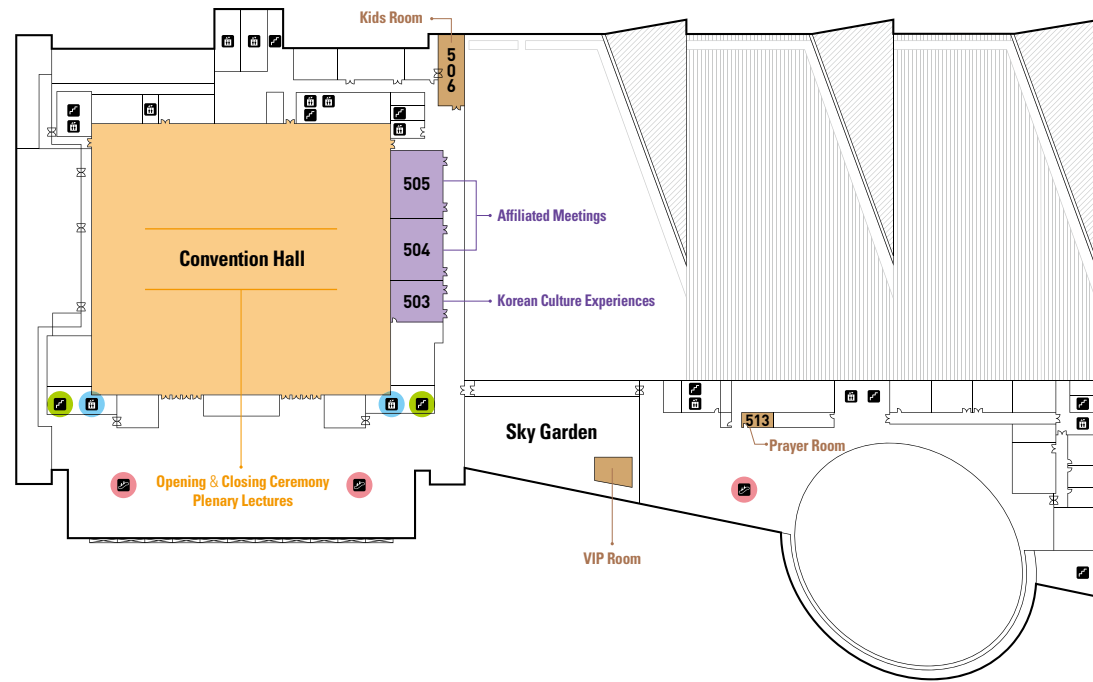 Kids Room
5
0
6
505
Affiliated Meetings
504
Convention Hall
503
Korean Culture Experiences
513
Sky Garden
Prayer Room
Opening & Closing Ceremony
Plenary Lectures
VIP Room